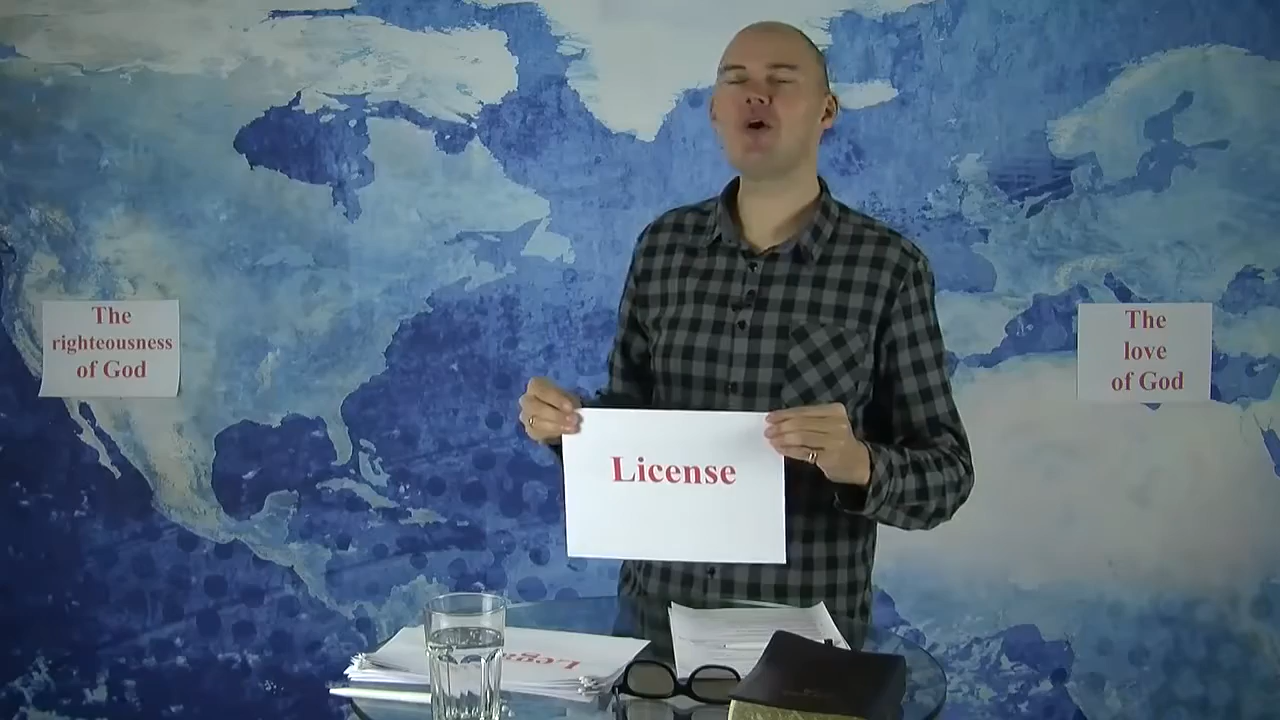 The
righteousness
of God
The
love
of God
License